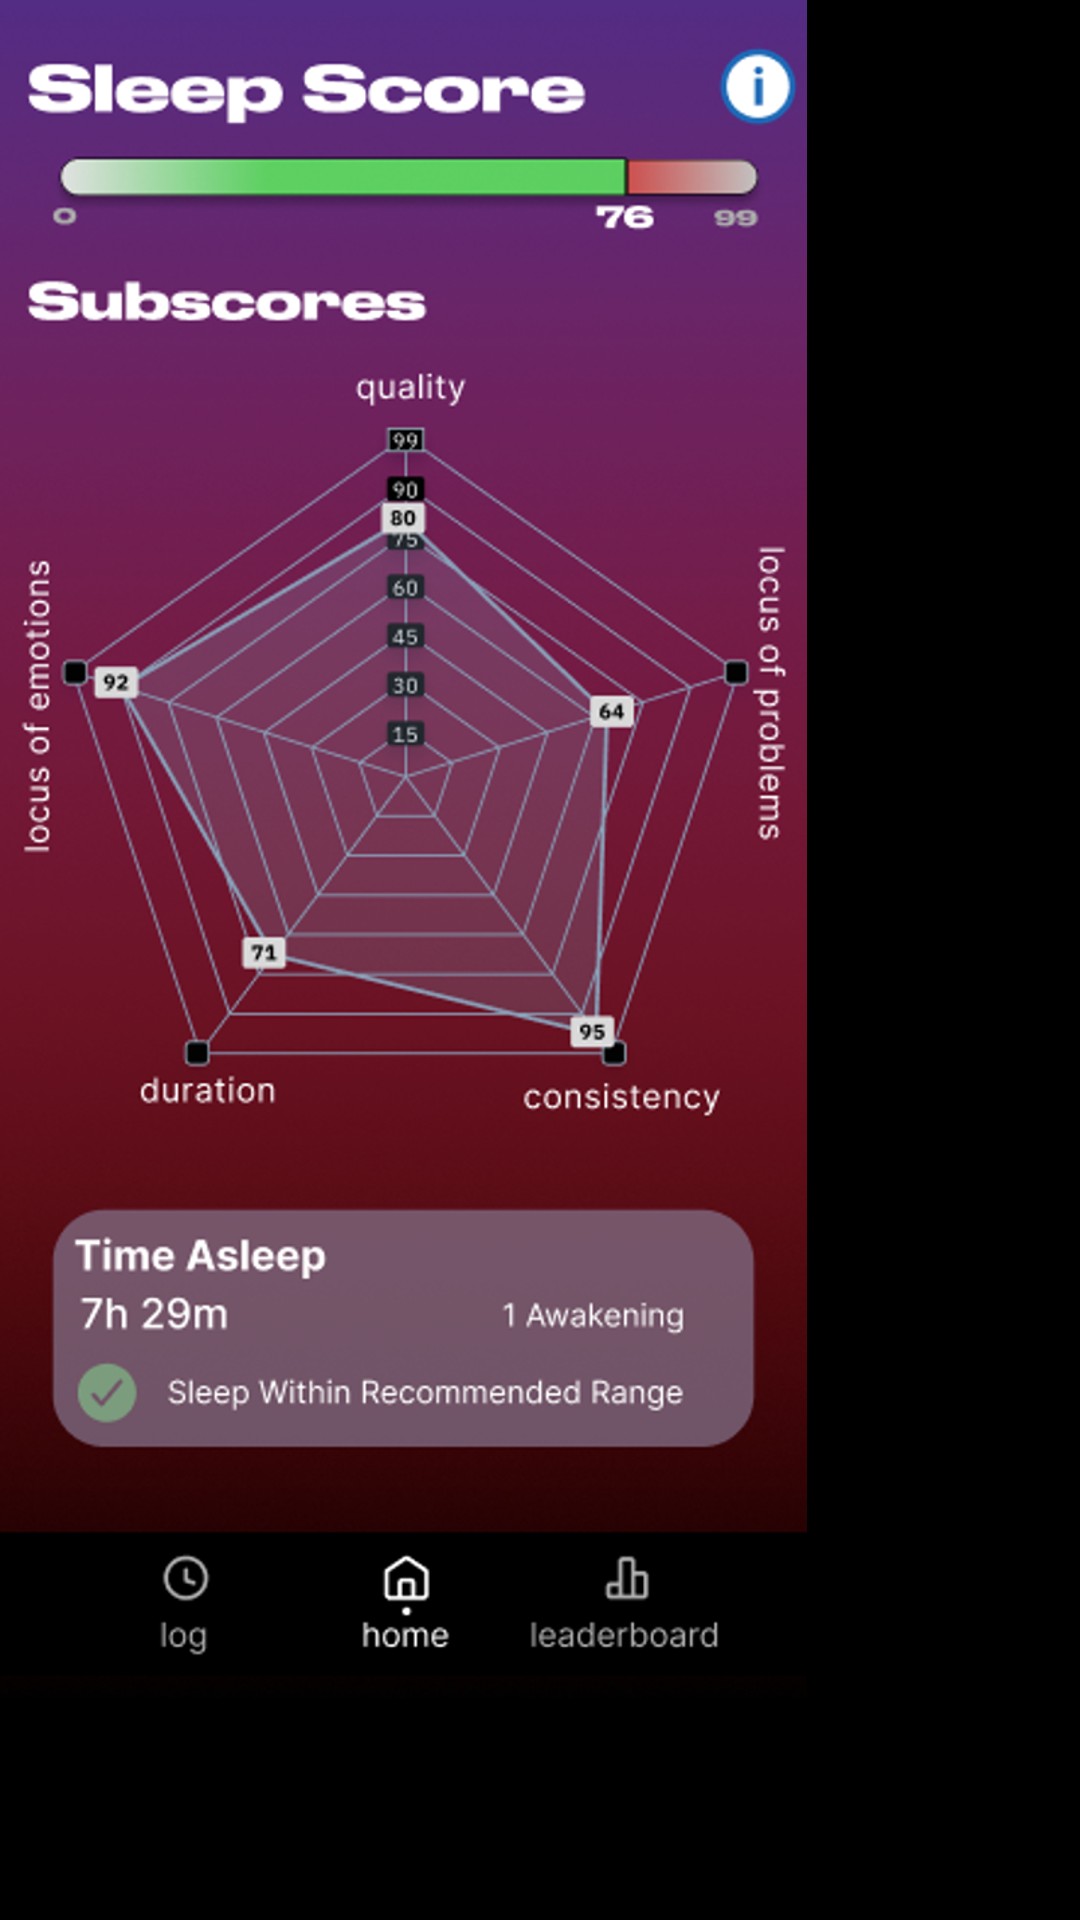 Sleep Score
i
0
76
99
Subscores
quality
99
90
80
75
60
45
30
15
locus of emotions
92
locus of problems
64
71
95
duration
consistency
Time Asleep
7h 29m
1 Awakening
Sleep Within Recommended Range
log
home
leaderboard